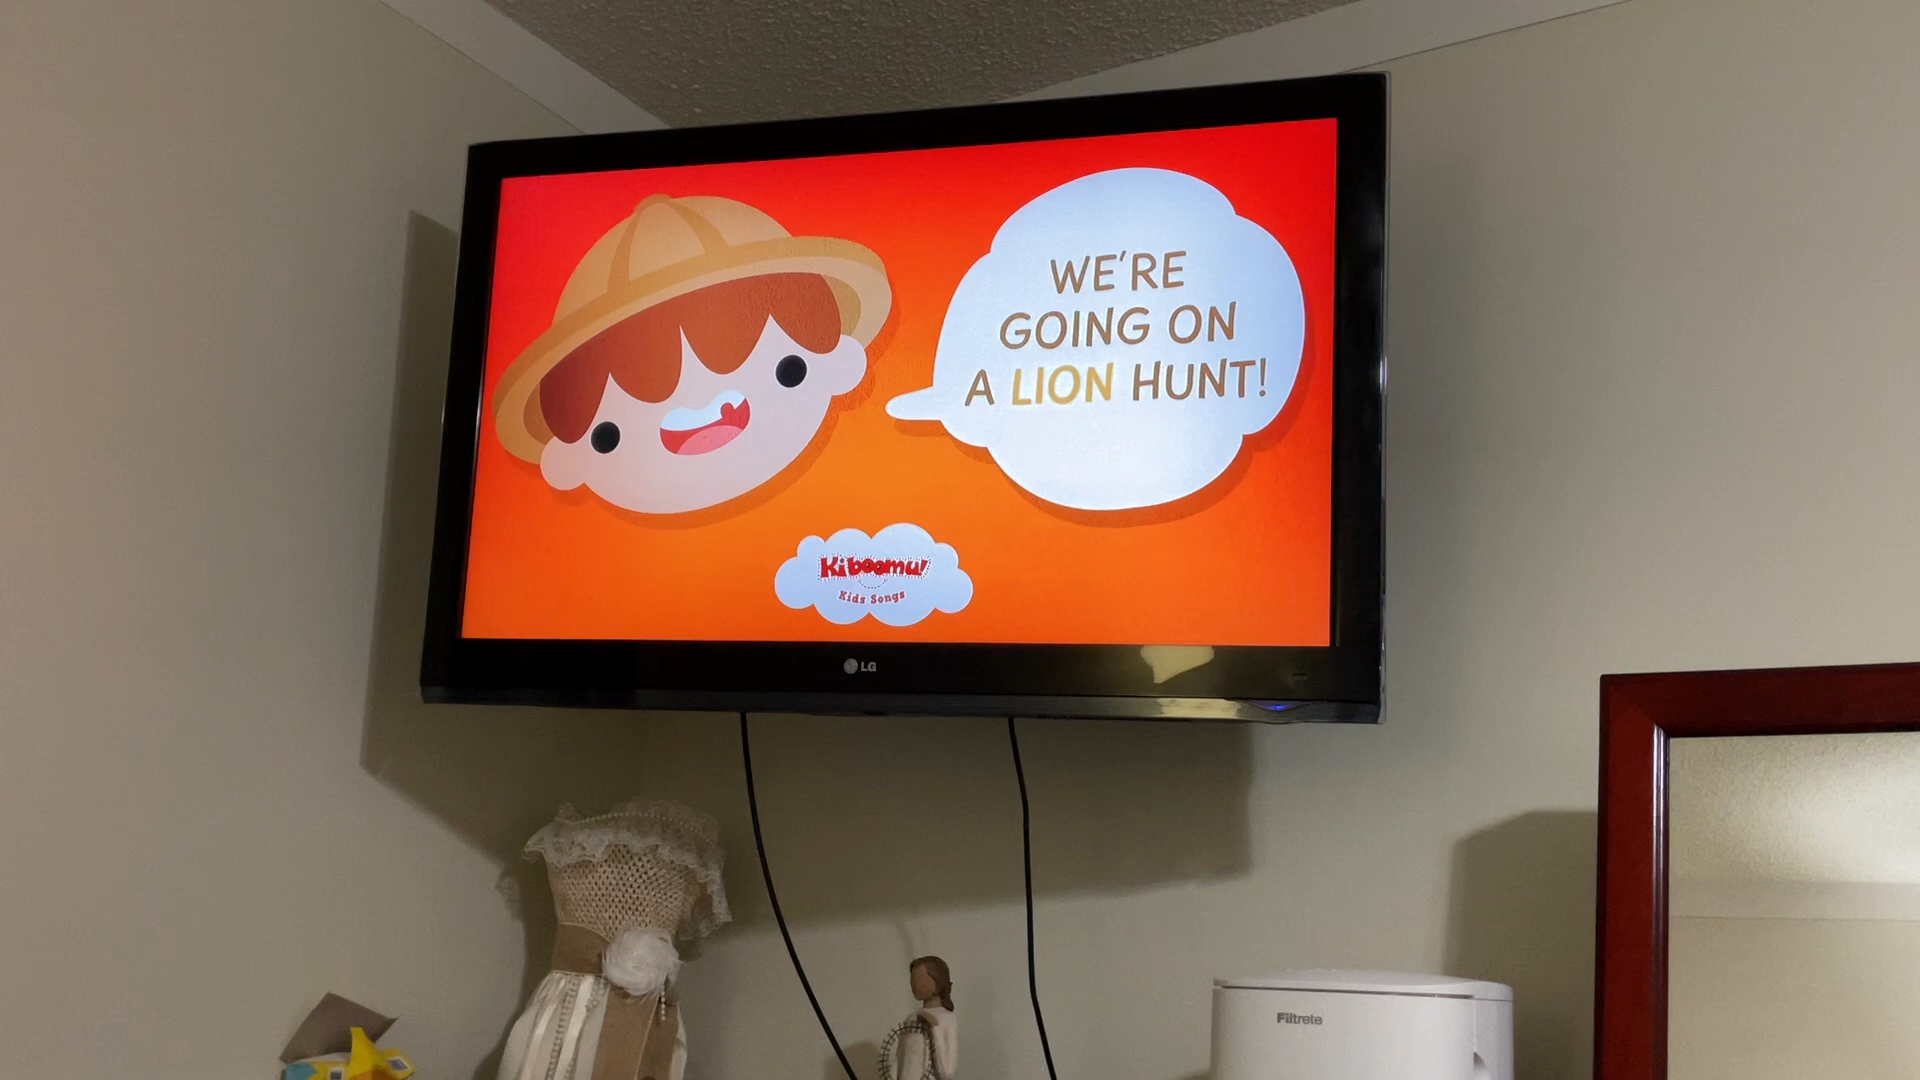 WE'RE
GOING ON
A LION HUNT!
Kiboomu!
Kids Songs
LG
Filtrete